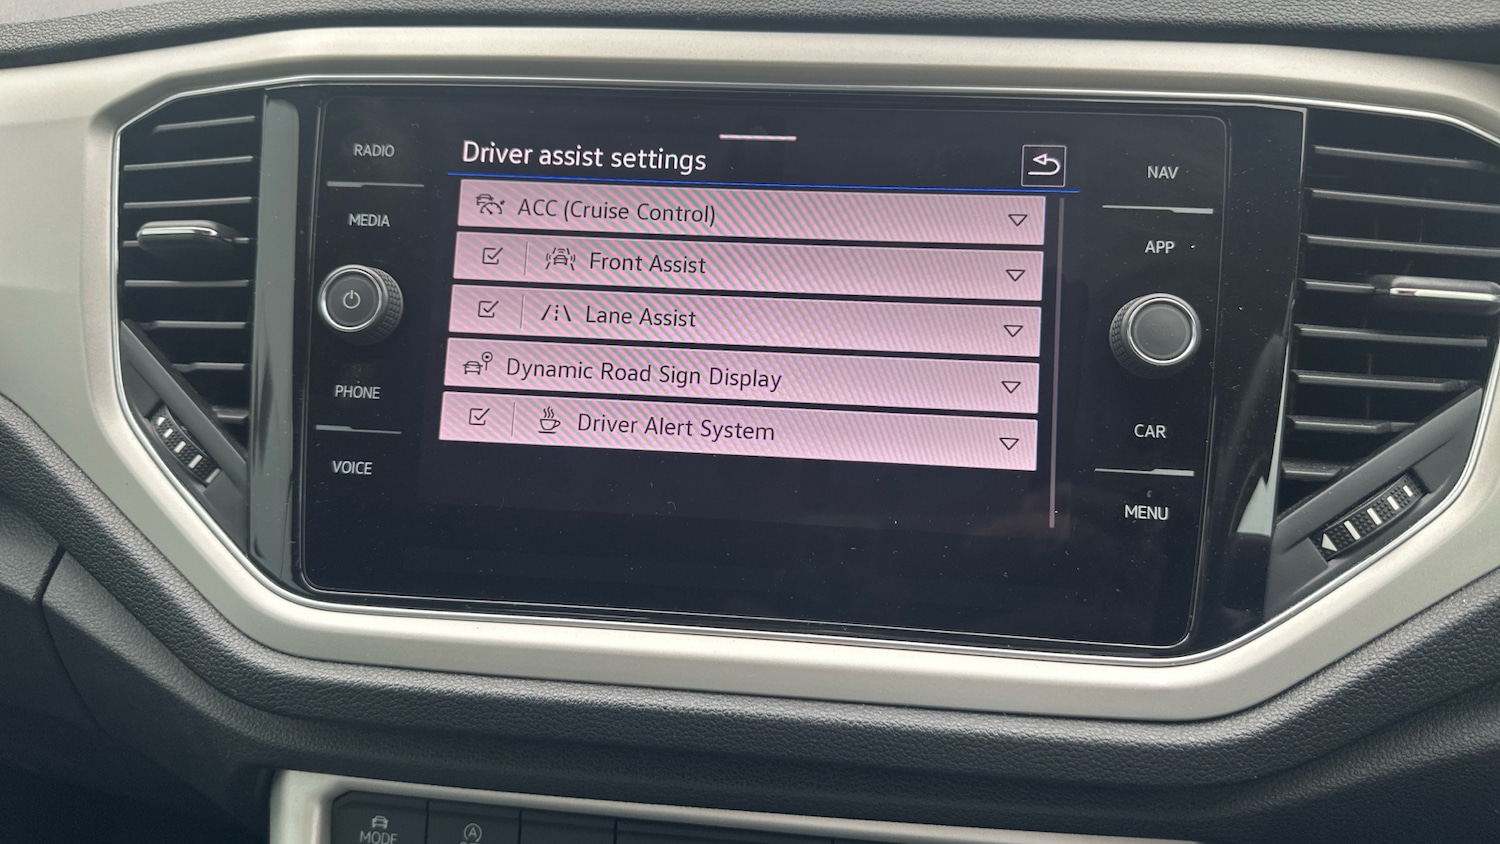 RADIO
MEDIA
PHONE
VOICE
Driver assist settings
ACC (Cruise Control)
Front Assist
Lane Assist
Dynamic Road Sign Display
Driver Alert System
NAV
APP
CAR
MENU
MODE
A